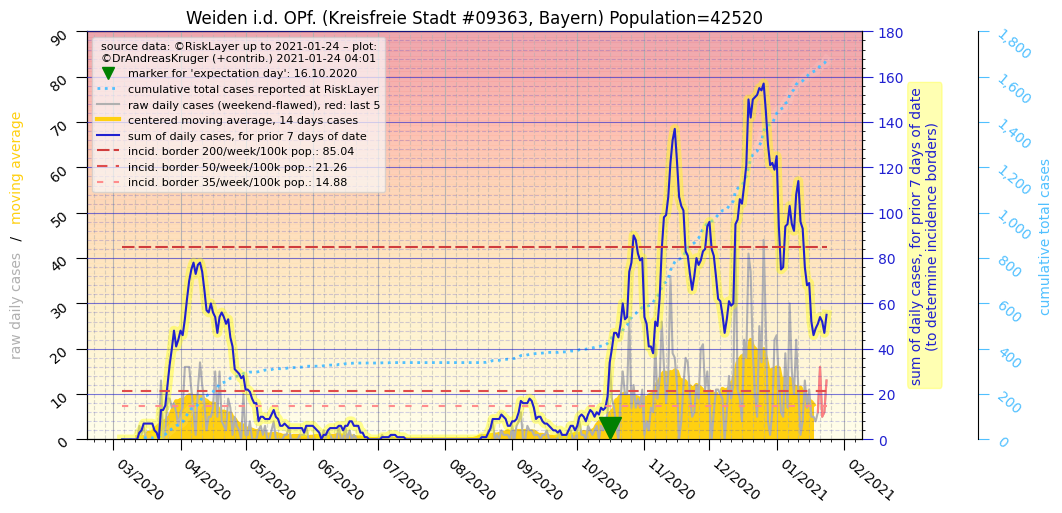 Weiden i.d. OPf. (Kreisfreie Stadt #09363, Bayern) Population=42520
source data: ©RiskLayer up to 2021-01-24 – plot:
©DrAndreasKruger (+contrib.) 2021-01-24 04:01
marker for 'expectation day': 16.10.2020
cumulative total cases reported at RiskLayer
raw daily cases (weekend-flawed), red: last 5
centered moving average, 14 days cases
sum of daily cases, for prior 7 days of date
incid. border 200/week/100k pop.: 85.04
incid. border 50/week/100k pop.: 21.26
incid. border 35/week/100k pop.: 14.88
raw daily cases / moving average
90
80
70
60
50
40
30
20
10
0
03/2020
04/2020
05/2020
06/2020
07/2020
08/2020
09/2020
10/2020
11/2020
12/2020
01/2021
02/2021
180
160
140
120
100
80
60
40
20
0
sum of daily cases, for prior 7 days of date
(to determine incidence borders)
1,800
1,600
1,400
1,200
1,000
800
600
400
200
0
cumulative total cases